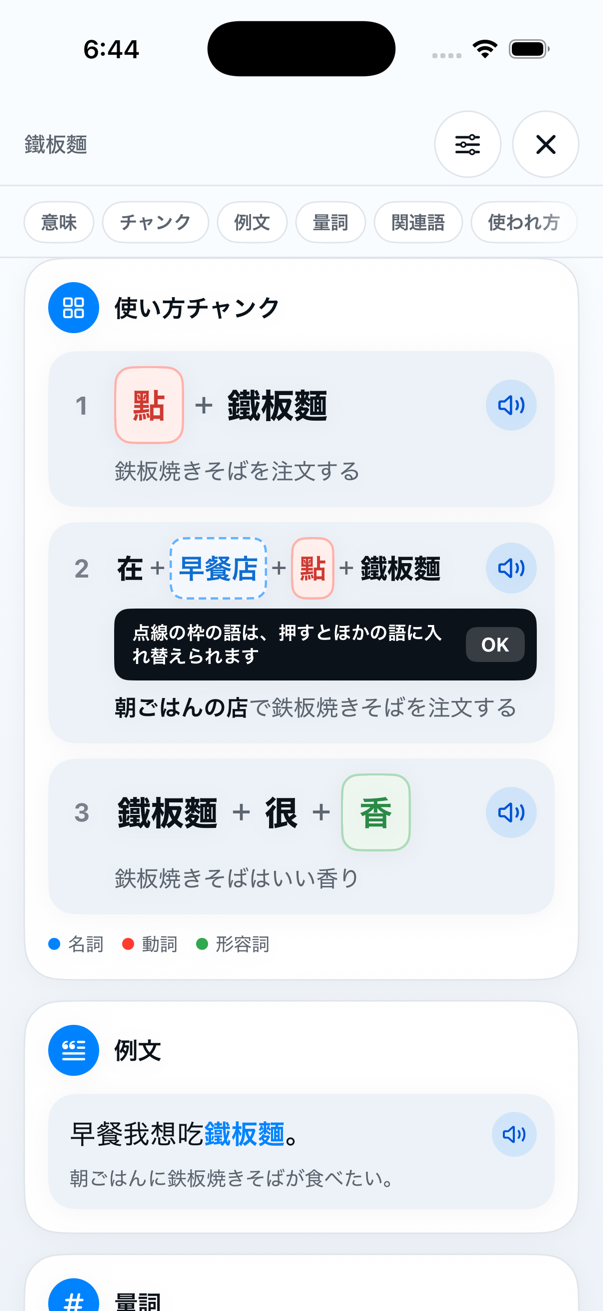 6:44
鐵板麵
意味
チャンク
例文
量詞
関連語
使われ方
使い方チャンク
1 點 + 鐵板麵
鉄板焼きそばを注文する
2 在 + 早餐店 + 點 + 鐵板麵
点線の枠の語は、押すとほかの語に入
れ替えられます
OK
朝ごはんの店で鉄板焼きそばを注文する
3 鐵板麵 + 很 + 香
鉄板焼きそばはいい香り
名詞 動詞 形容詞
例文
早餐我想吃鐵板麵。
朝ごはんに鉄板焼きそばが食べたい。
# 量詞